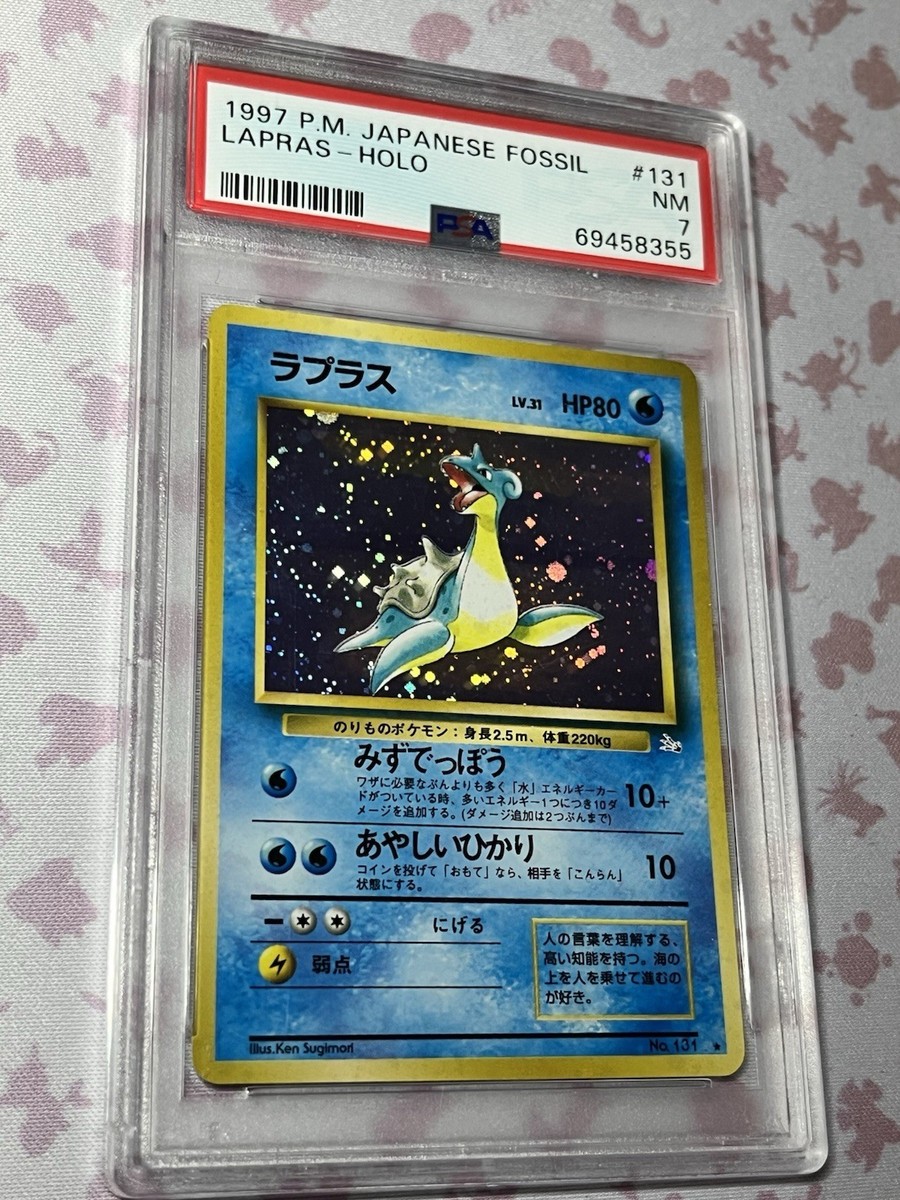 1997 P.M. JAPANESE FOSSIL #131
LAPRAS-HOLO NM
7
PSA 69458355
ラプラス LV.31 HP80
のりものポケモン：身長2.5m、体重220kg
みずでっぽう
ワザに必要なぶんよりも多く「水」エネルギーカー
ドがついている時、多いエネルギー1つにつき10ダ
メージを追加する。(ダメージ追加は2つぶんまで)
10+
あやしいひかり
コインを投げて「おもて」なら、相手を「こんらん」
状態にする。
10
にげる
弱点
人の言葉を理解する、
高い知能を持つ。海の
上を人を乗せて進むの
が好き。
Illus.Ken Sugimori No.131